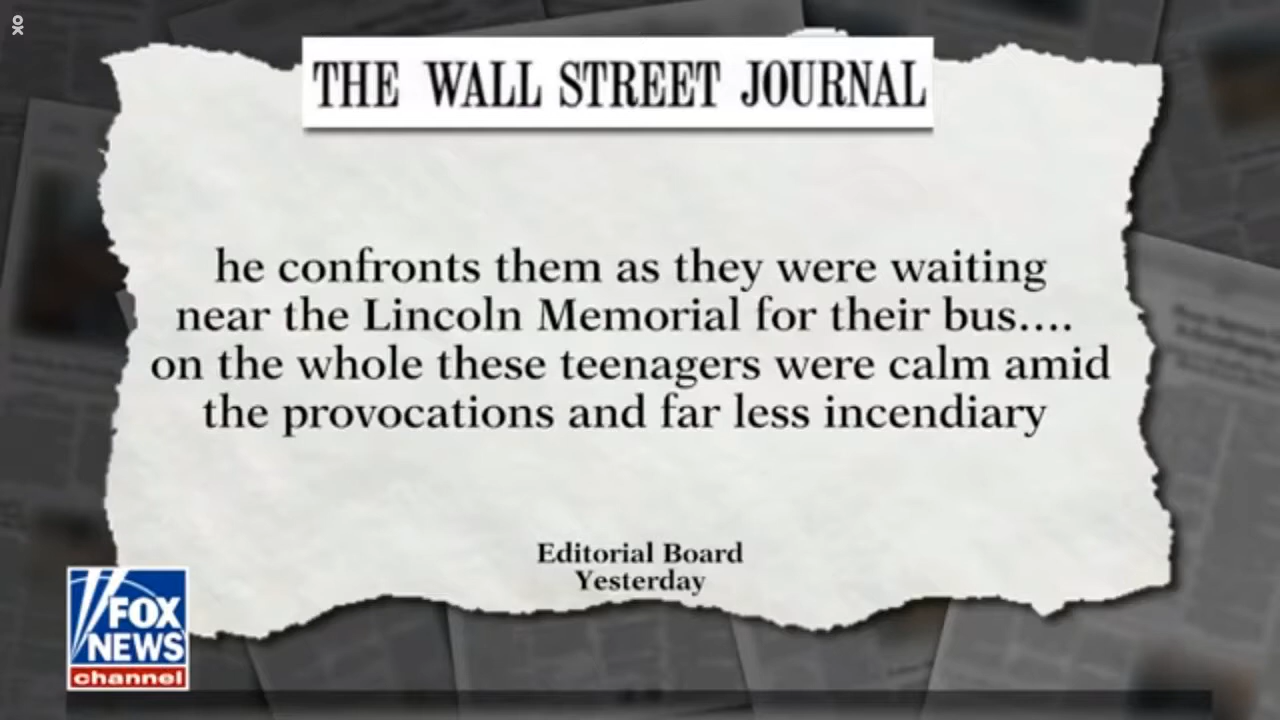 THE WALL STREET JOURNAL
he confronts them as they were waiting
near the Lincoln Memorial for their bus....
on the whole these teenagers were calm amid
the provocations and far less incendiary
Editorial Board
Yesterday
FOX
NEWS
channel